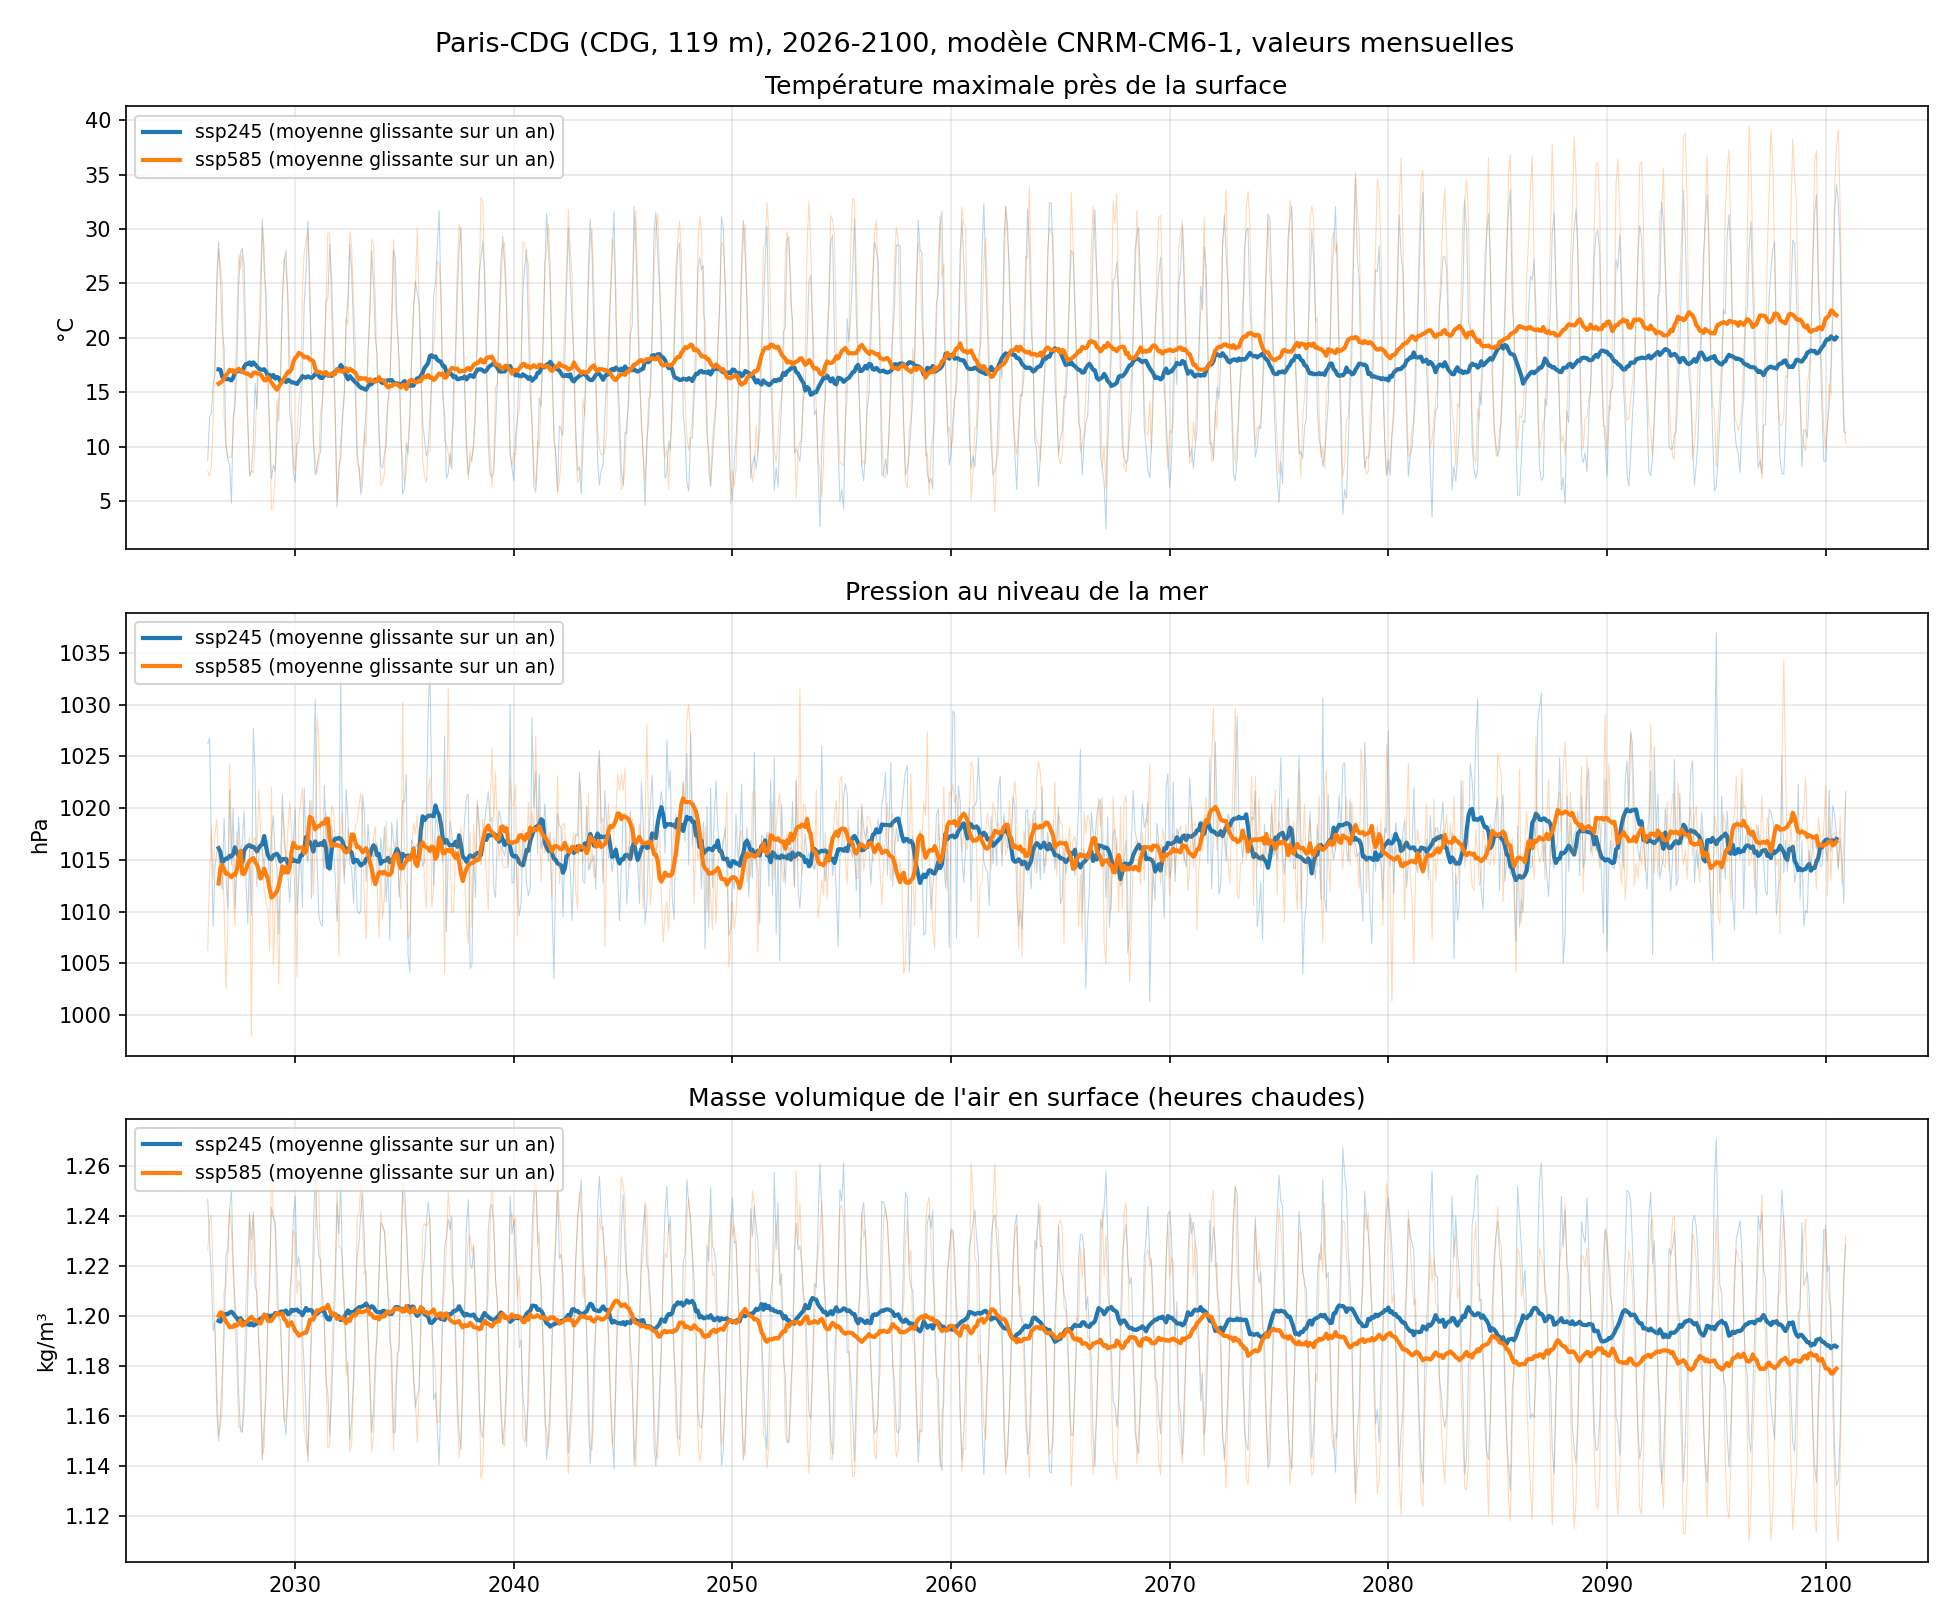 Paris-CDG (CDG, 119 m), 2026-2100, modèle CNRM-CM6-1, valeurs mensuelles
Température maximale près de la surface
ssp245 (moyenne glissante sur un an)
ssp585 (moyenne glissante sur un an)
40
35
30
25
20
15
10
5
°C
Pression au niveau de la mer
ssp245 (moyenne glissante sur un an)
ssp585 (moyenne glissante sur un an)
1035
1030
1025
1020
1015
1010
1005
1000
hPa
Masse volumique de l'air en surface (heures chaudes)
ssp245 (moyenne glissante sur un an)
ssp585 (moyenne glissante sur un an)
1.26
1.24
1.22
1.20
1.18
1.16
1.14
1.12
kg/m³
2030 2040 2050 2060 2070 2080 2090 2100